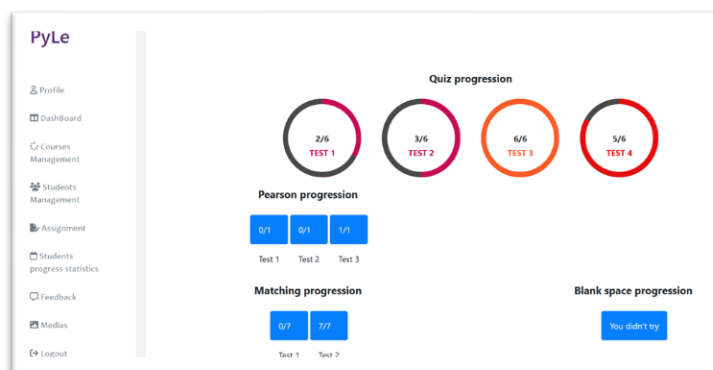 PyLe
Profile
DashBoard
Courses
Management
Students
Management
Assignment
Students
progress statistics
Feedback
Medias
Logout
Quiz progression
2/6
TEST 1
3/6
TEST 2
6/6
TEST 3
5/6
TEST 4
Pearson progression
0/1 0/1 1/1
Test 1 Test 2 Test 3
Matching progression
0/7 7/7
Test 1 Test 2
Blank space progression
You didn't try